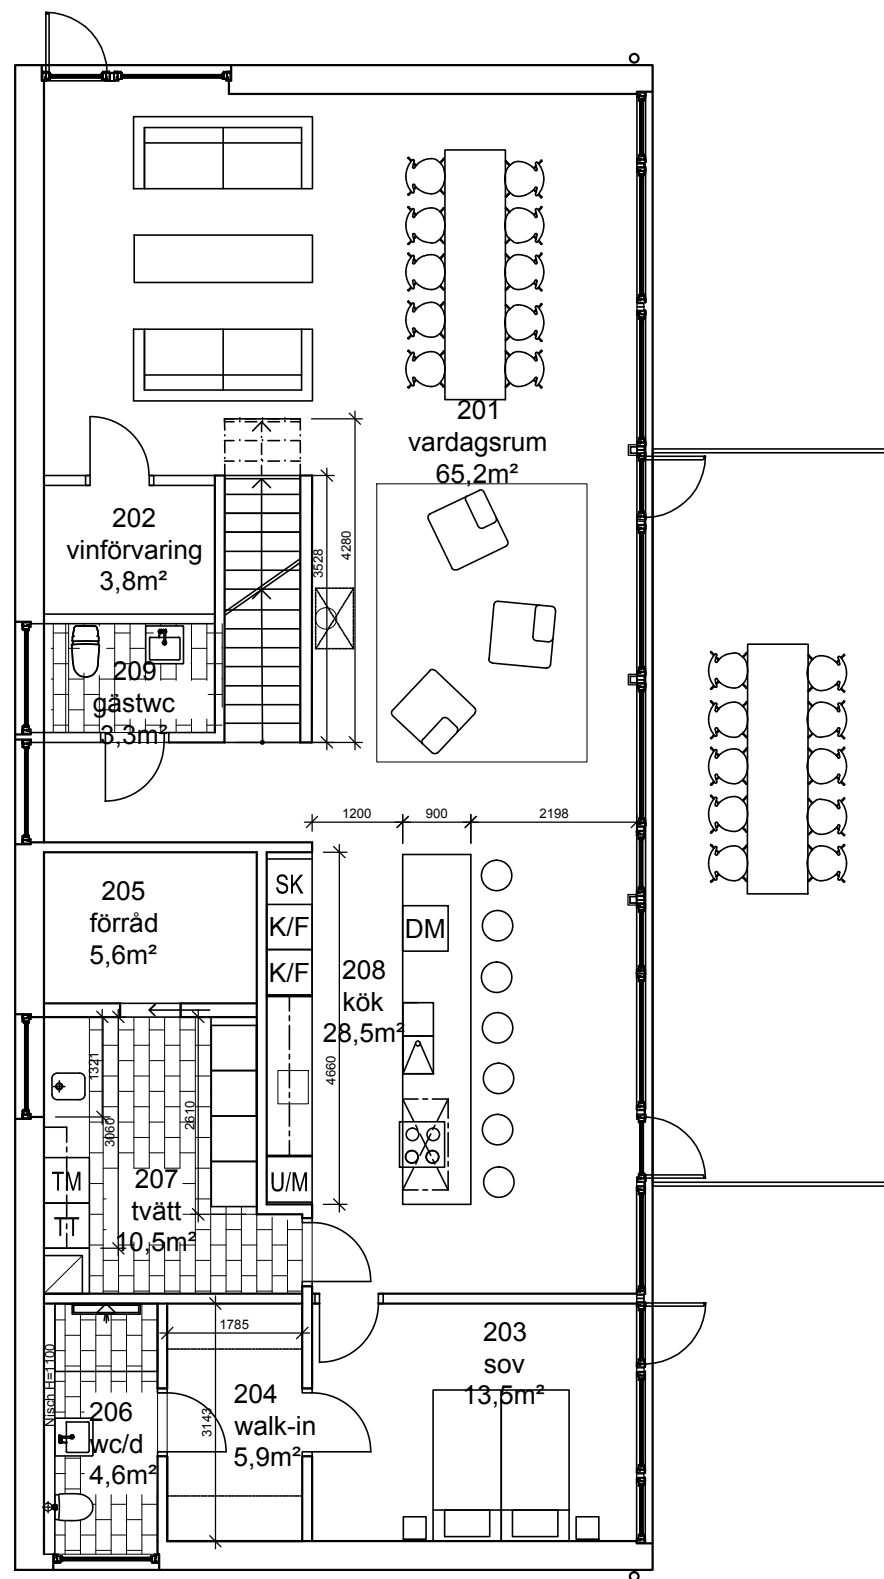 201
vardagsrum
65,2m²
202
vinförvaring
3,8m²
3528
4280
209
gästwc
3,3m²
1200
900
2198
205
förråd
5,6m²
SK
K/F
K/F
DM
208
kök
28,5m²
4660
1321
3060
2610
TM
TT
207
tvätt
10,5m²
U/M
1785
203
sov
13,5m²
Nisch H=1100
206
wc/d
4,6m²
3143
204
walk-in
5,9m²